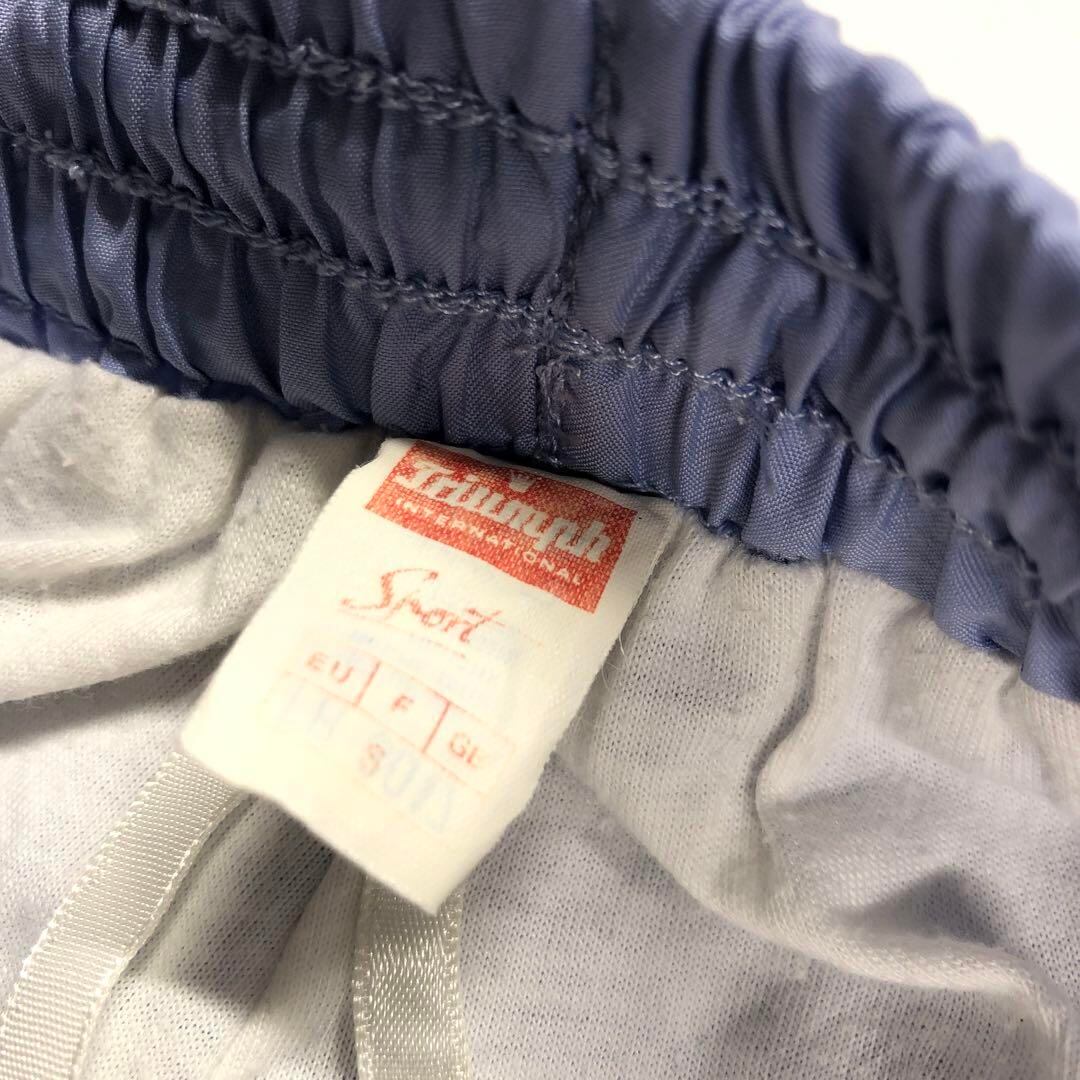 Triumph
INTERNATIONAL
Sport
EU F GB
S